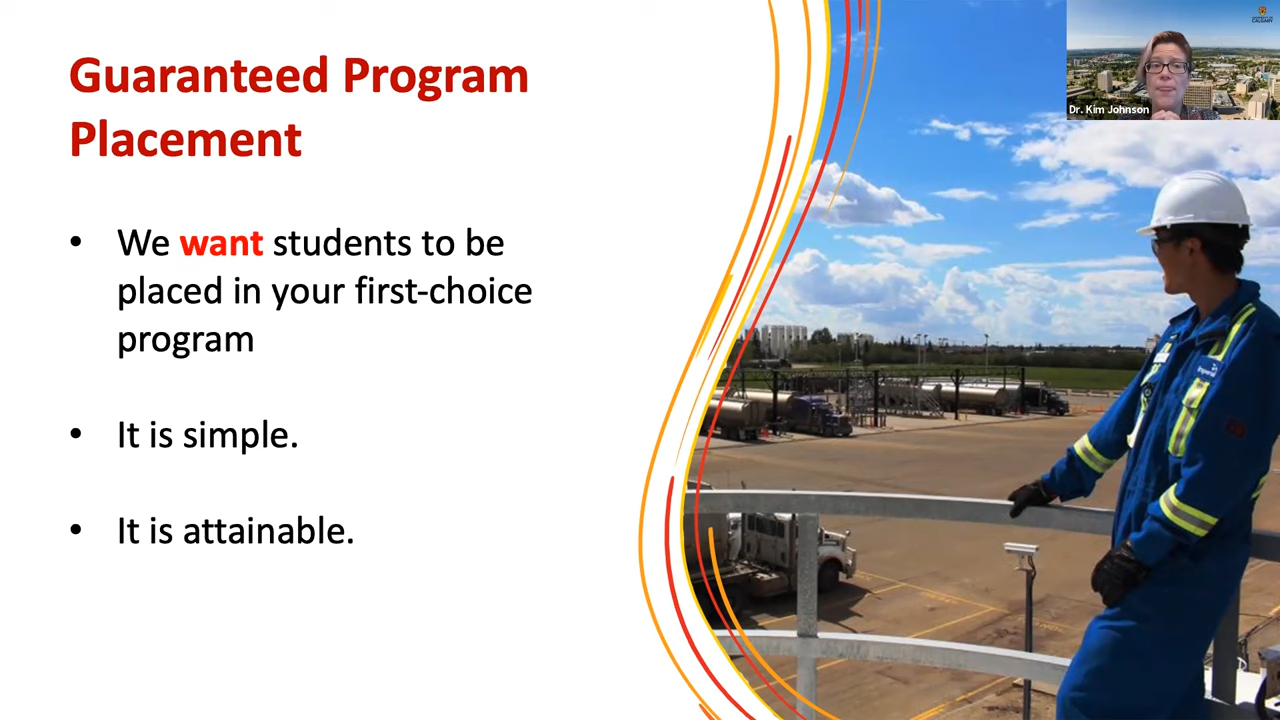 Guaranteed Program
Placement
• We want students to be
placed in your first-choice
program
• It is simple.
• It is attainable.
Dr. Kim Johnson
CALGARY